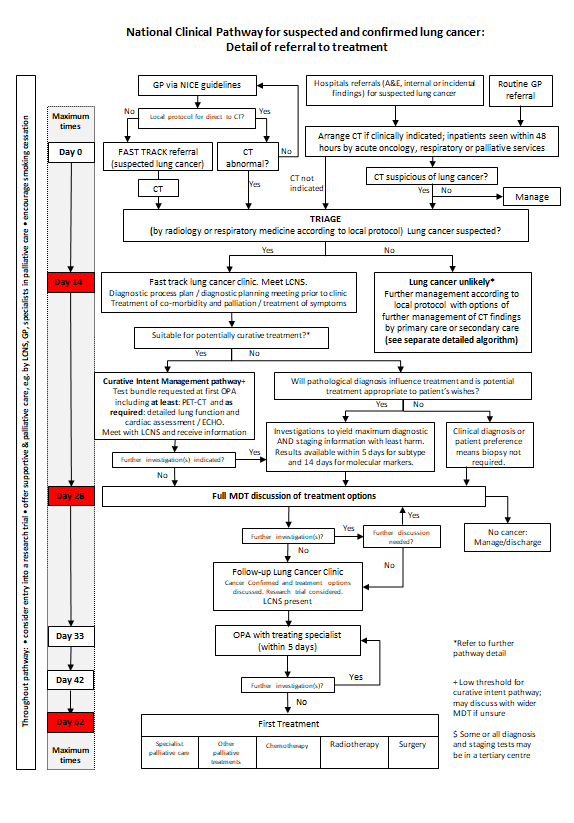 National Clinical Pathway for suspected and confirmed lung cancer:
Detail of referral to treatment
Throughout pathway: • consider entry into a research trial • offer supportive & palliative care, e.g. by LCNS, GP, specialists in palliative care • encourage smoking cessation
Maximum
times
Day 0
Day 14
Day 28
Day 33
Day 42
Day 62
Maximum
times
GP via NICE guidelines
No
Local protocol for direct to CT?
Yes
FAST TRACK referral
(suspected lung cancer)
CT
abnormal?
No
CT
Yes
Hospitals referrals (A&E, internal or incidental
findings) for suspected lung cancer
Routine GP
referral
Arrange CT if clinically indicated; inpatients seen within 48
hours by acute oncology, respiratory or palliative services
CT not
indicated
CT suspicious of lung cancer?
Yes
No
Manage
TRIAGE
(by radiology or respiratory medicine according to local protocol) Lung cancer suspected?
Yes
No
Fast track lung cancer clinic. Meet LCNS.
Diagnostic process plan / diagnostic planning meeting prior to clinic
Treatment of co-morbidity and palliation / treatment of symptoms
Lung cancer unlikely*
Further management according to
local protocol with options of
further management of CT findings
by primary care or secondary care
(see separate detailed algorithm)
Suitable for potentially curative treatment?*
Yes
No
Curative Intent Management pathway+
Test bundle requested at first OPA
including at least: PET-CT and as
required: detailed lung function and
cardiac assessment / ECHO.
Meet with LCNS and receive information
Will pathological diagnosis influence treatment and is potential
treatment appropriate to patient's wishes?
Yes
No
Further investigation(s) indicated?
Yes
No
Investigations to yield maximum diagnostic
AND staging information with least harm.
Results available within 5 days for subtype
and 14 days for molecular markers.
Clinical diagnosis or
patient preference
means biopsy not
required.
Full MDT discussion of treatment options
Further investigation(s)?
Yes
No
Further discussion
needed?
Yes
No
No cancer:
Manage/discharge
Follow-up Lung Cancer Clinic
Cancer Confirmed and treatment options
discussed. Research trial considered.
LCNS present
OPA with treating specialist
(within 5 days)
Further investigation(s)?
Yes
No
First Treatment
Specialist
palliative care
Other
palliative
treatments
Chemotherapy
Radiotherapy
Surgery
*Refer to further
pathway detail
+ Low threshold for
curative intent pathway;
may discuss with wider
MDT if unsure
$ Some or all diagnosis
and staging tests may
be in a tertiary centre